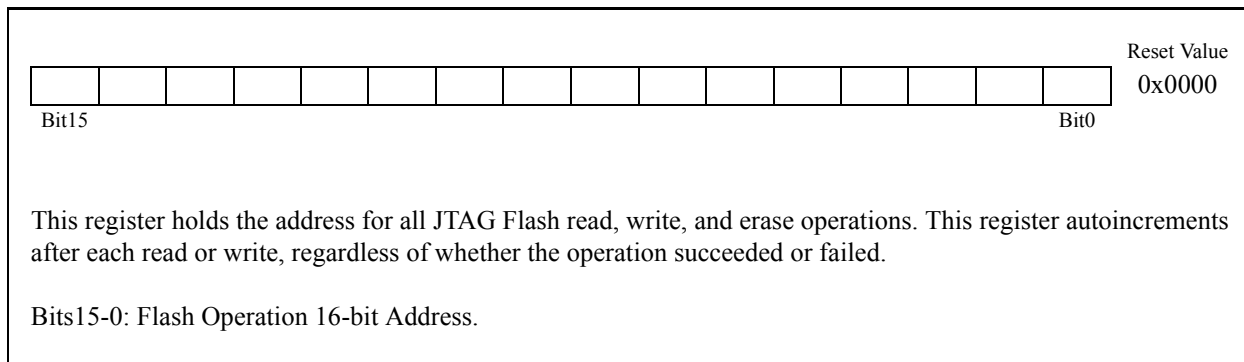 Reset Value
0x0000
Bit15 Bit0
This register holds the address for all JTAG Flash read, write, and erase operations. This register autoincrements
after each read or write, regardless of whether the operation succeeded or failed.
Bits15-0: Flash Operation 16-bit Address.